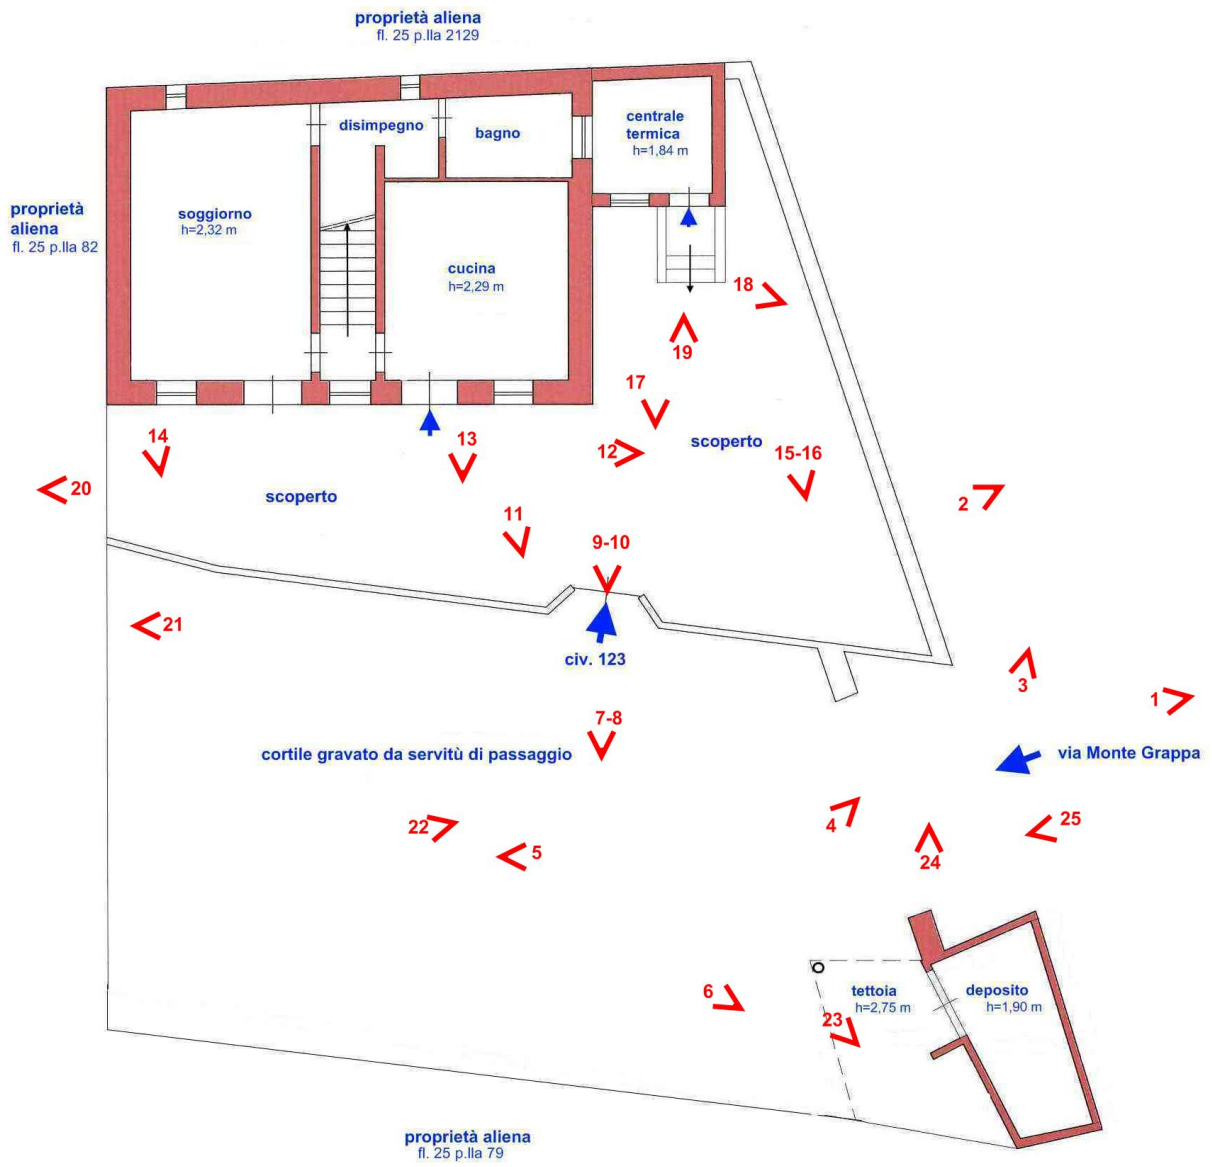 proprietà aliena
fl. 25 p.lla 2129
centrale
termica
h=1,84 m
disimpegno
bagno
proprietà
aliena
fl. 25 p.lla 82
soggiorno
h=2,32 m
cucina
h=2,29 m
18
19
17
14
13
12
scoperto
15-16
20
scoperto
2
11
9-10
21
civ. 123
3
1
7-8
cortile gravato da servitù di passaggio
via Monte Grappa
22
5
4
25
24
6
tettoia
h=2,75 m
deposito
h=1,90 m
23
proprietà aliena
fl. 25 p.lla 79